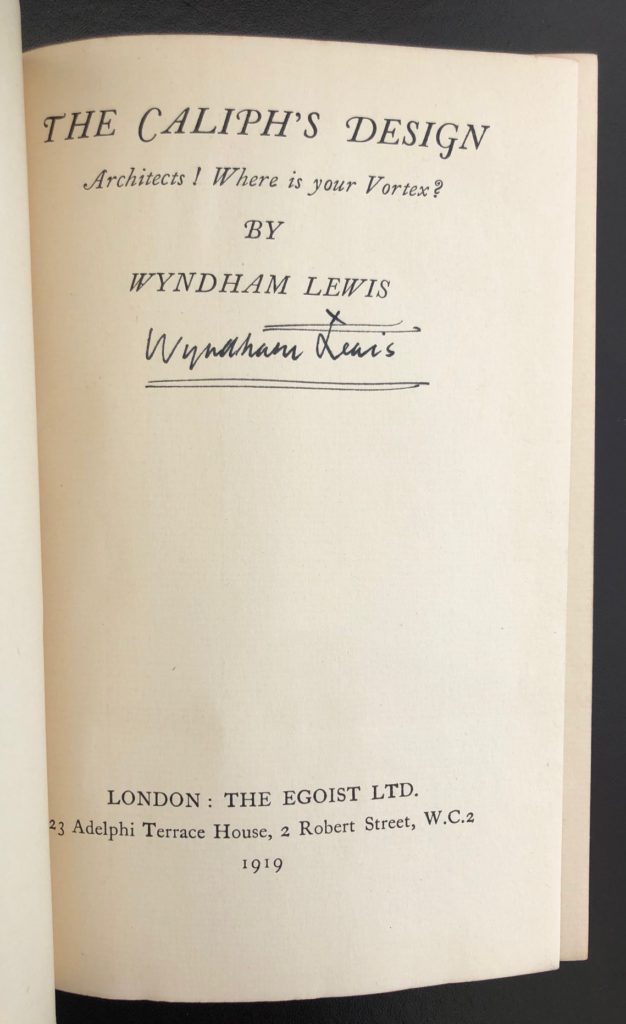 THE CALIPH'S DESIGN
Architects! Where is your Vortex?
BY
WYNDHAM LEWIS
Wyndham Lewis
LONDON: THE EGOIST LTD.
23 Adelphi Terrace House, 2 Robert Street, W.C.2
1919